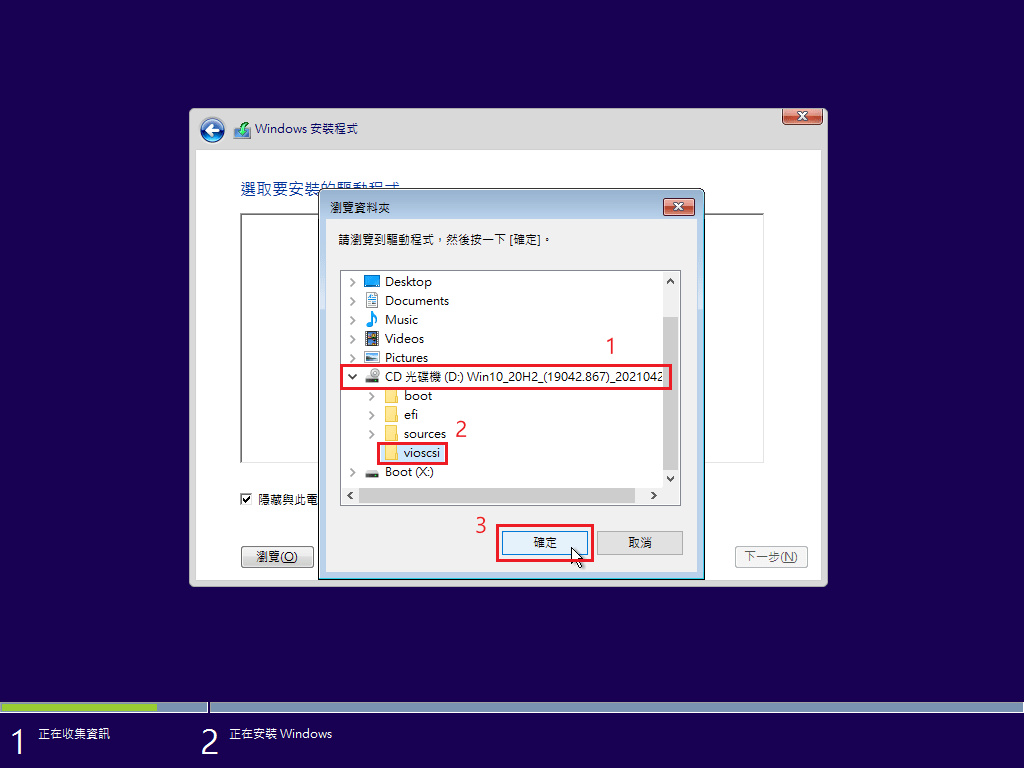 Windows 安裝程式
選取要安裝的驅動程式
瀏覽資料夾
請瀏覽到驅動程式，然後按一下 [確定]。
Desktop
Documents
Music
Videos
Pictures
1
CD 光碟機 (D:) Win10_20H2_(19042.867)_2021042
boot
efi
sources
2
vioscsi
Boot (X:)
隱藏與此電
3
確定
取消
瀏覽(O)
下一步(N)
1 正在收集資訊
2 正在安裝 Windows